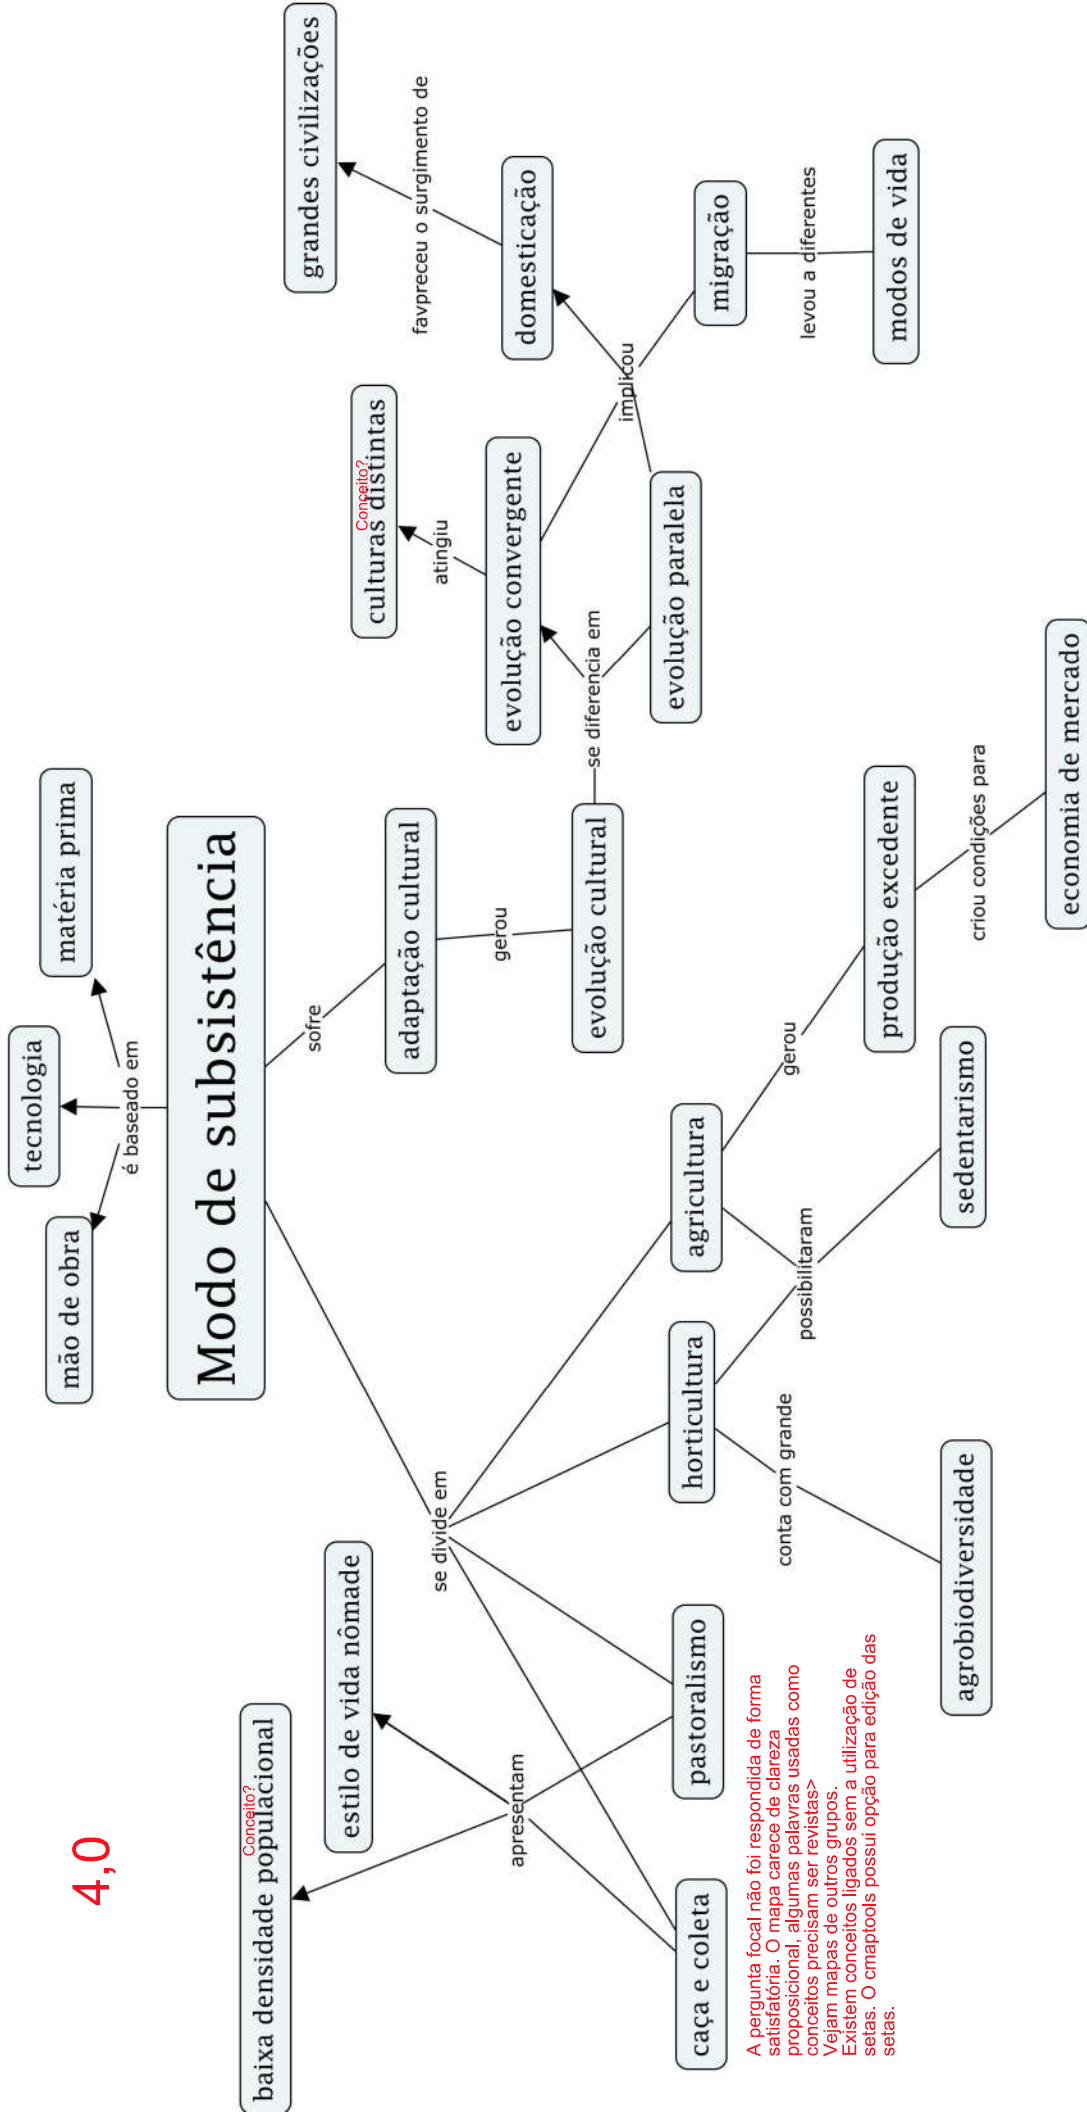 4,0
mão de obra
tecnologia
matéria prima
é baseado em
Modo de subsistência
sofre
adaptação cultural
gerou
evolução cultural
se diferencia em
evolução convergente
evolução paralela
atingiu
Conceito?
culturas distintas
implicou
domesticação
favpreceu o surgimento de
grandes civilizações
migração
levou a diferentes
modos de vida
se divide em
Conceito?
baixa densidade populacional
estilo de vida nômade
apresentam
caça e coleta
pastoralismo
horticultura
agricultura
conta com grande
agrobiodiversidade
possibilitaram
sedentarismo
gerou
produção excedente
criou condições para
economia de mercado
A pergunta focal não foi respondida de forma
satisfatória. O mapa carece de clareza
proposicional, algumas palavras usadas como
conceitos precisam ser revistas>
Vejam mapas de outros grupos.
Existem conceitos ligados sem a utilização de
setas. O cmaptools possui opção para edição das
setas.